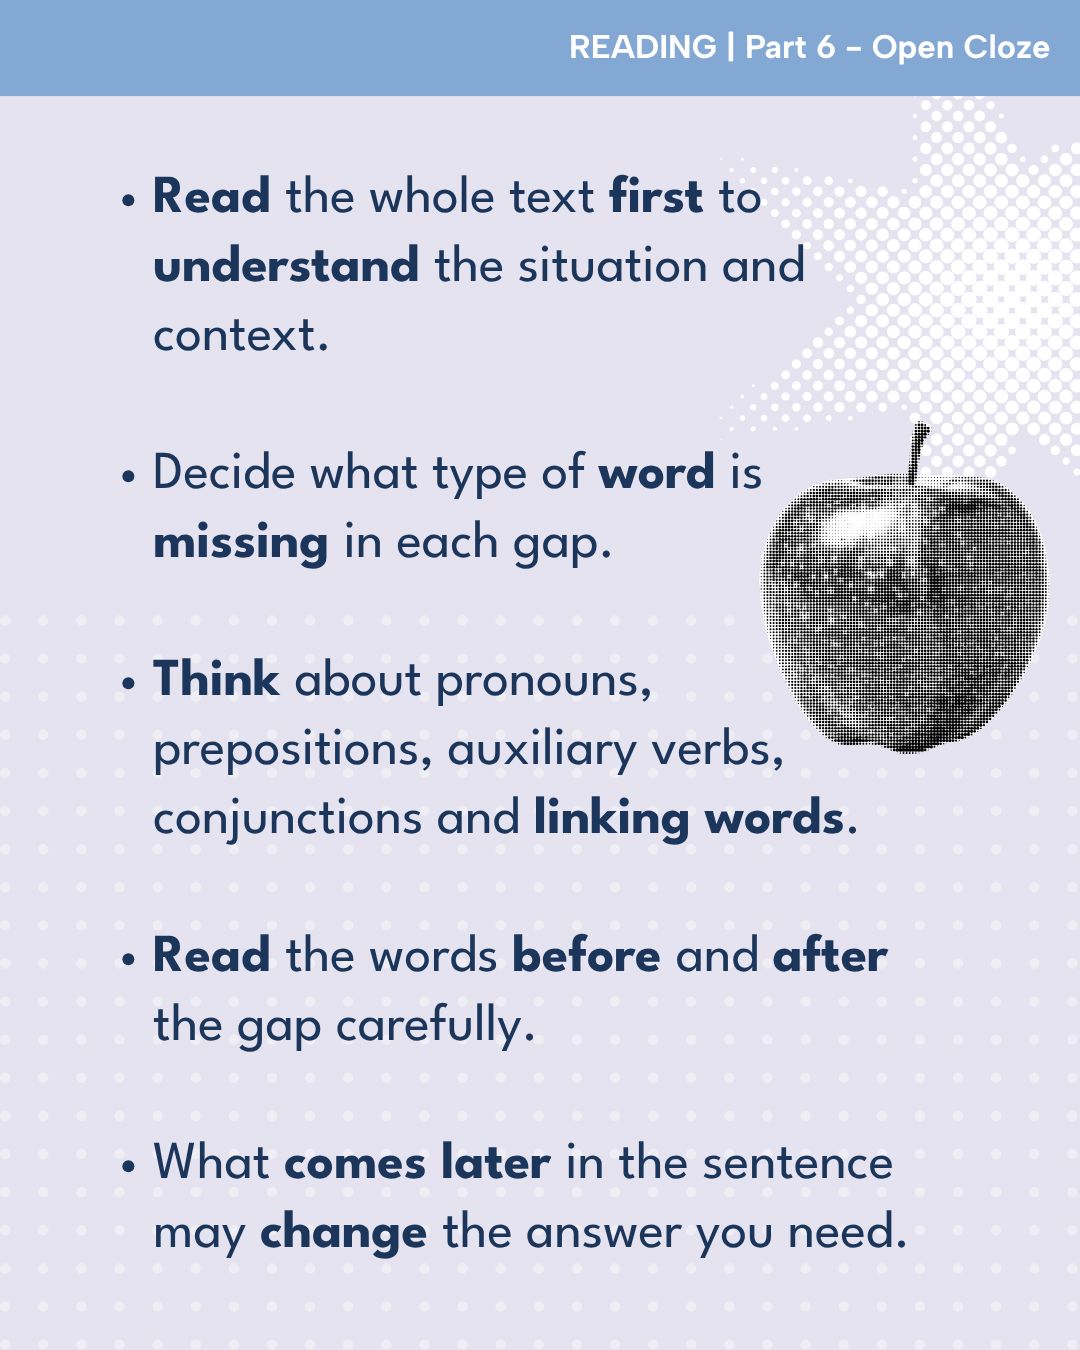 READING | Part 6 – Open Cloze
• Read the whole text first to
understand the situation and
context.
• Decide what type of word is
missing in each gap.
• Think about pronouns,
prepositions, auxiliary verbs,
conjunctions and linking words.
• Read the words before and after
the gap carefully.
• What comes later in the sentence
may change the answer you need.